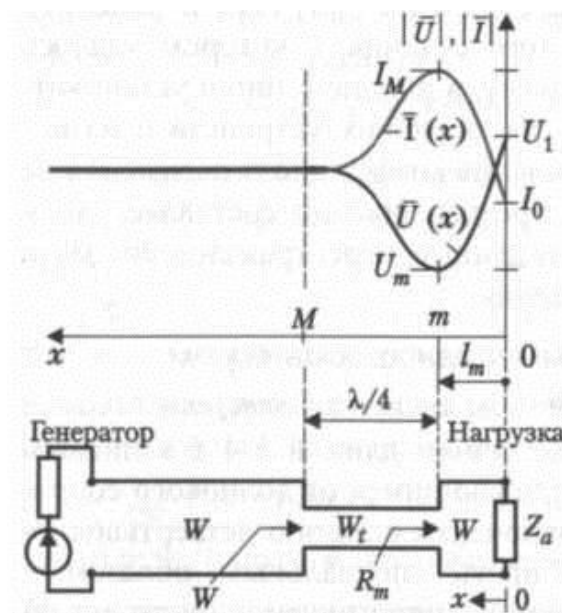 |U̅|, |I̅|
I_M
I̅ (x)
U_1
I_0
U̅ (x)
U_m
M m
x 0
l_m
λ/4
Генератор Нагрузка
W W_t W Z_a
W R_m
x 0